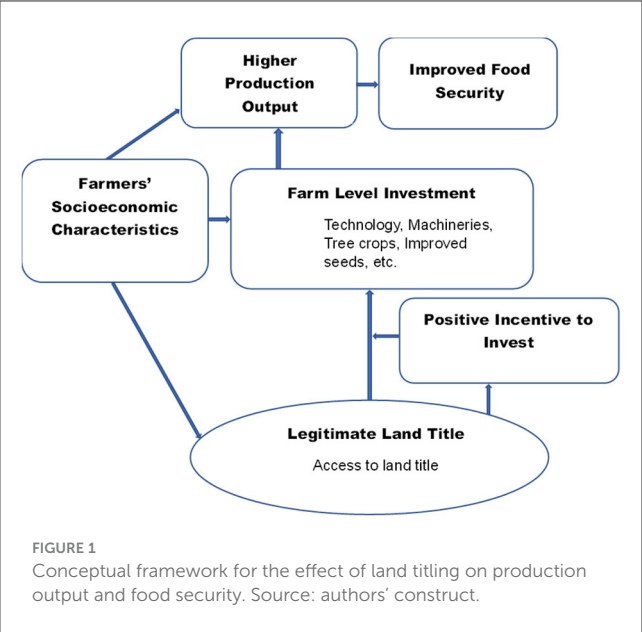 Higher
Production
Output
Improved Food
Security
Farmers’
Socioeconomic
Characteristics
Farm Level Investment
Technology, Machineries,
Tree crops, Improved
seeds, etc.
Positive Incentive to
Invest
Legitimate Land Title
Access to land title
FIGURE 1
Conceptual framework for the effect of land titling on production
output and food security. Source: authors’ construct.